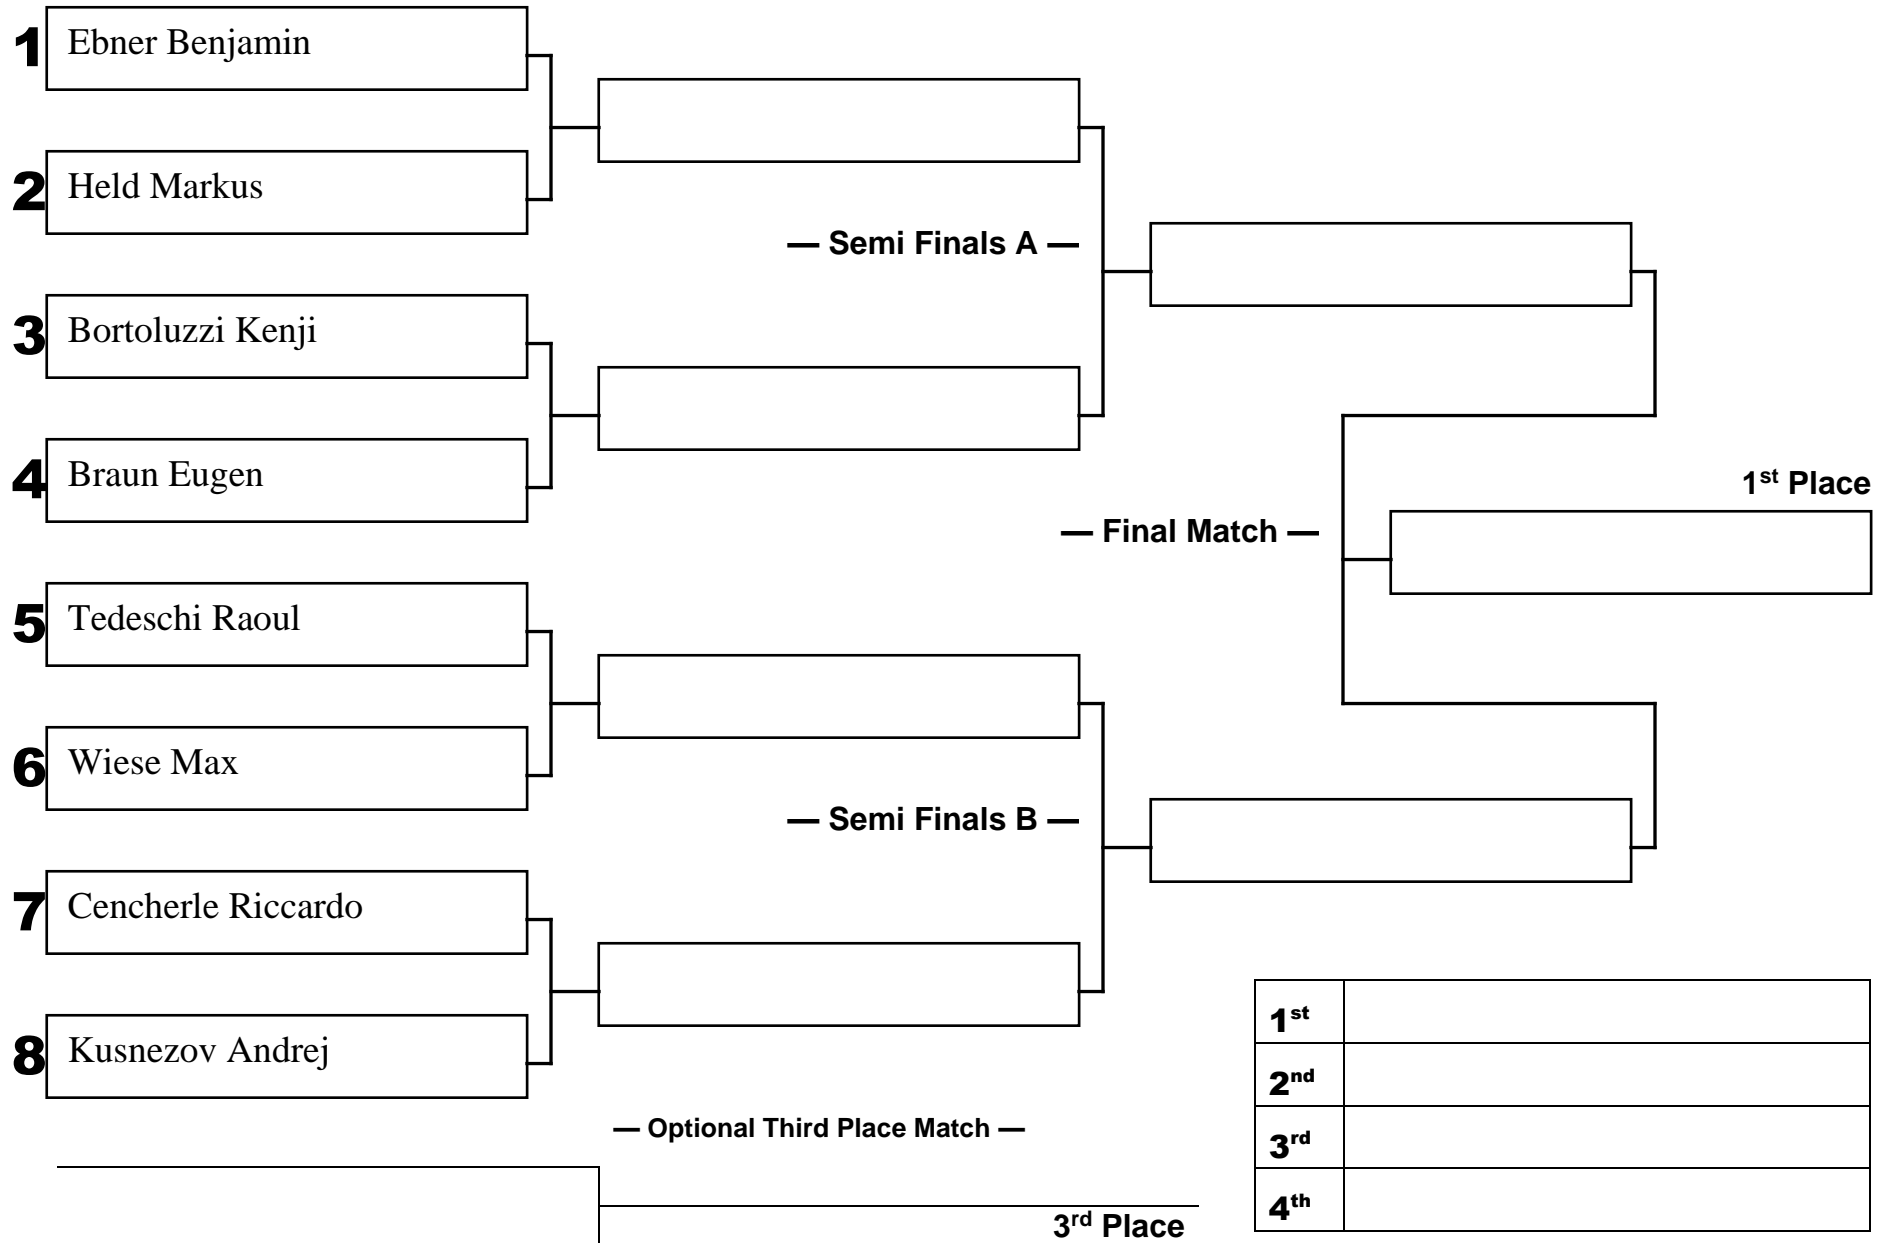 1 Ebner Benjamin
2 Held Markus
— Semi Finals A —
3 Bortoluzzi Kenji
4 Braun Eugen
1st Place
— Final Match —
5 Tedeschi Raoul
6 Wiese Max
— Semi Finals B —
7 Cencherle Riccardo
8 Kusnezov Andrej
— Optional Third Place Match —
3rd Place
1st
2nd
3rd
4th